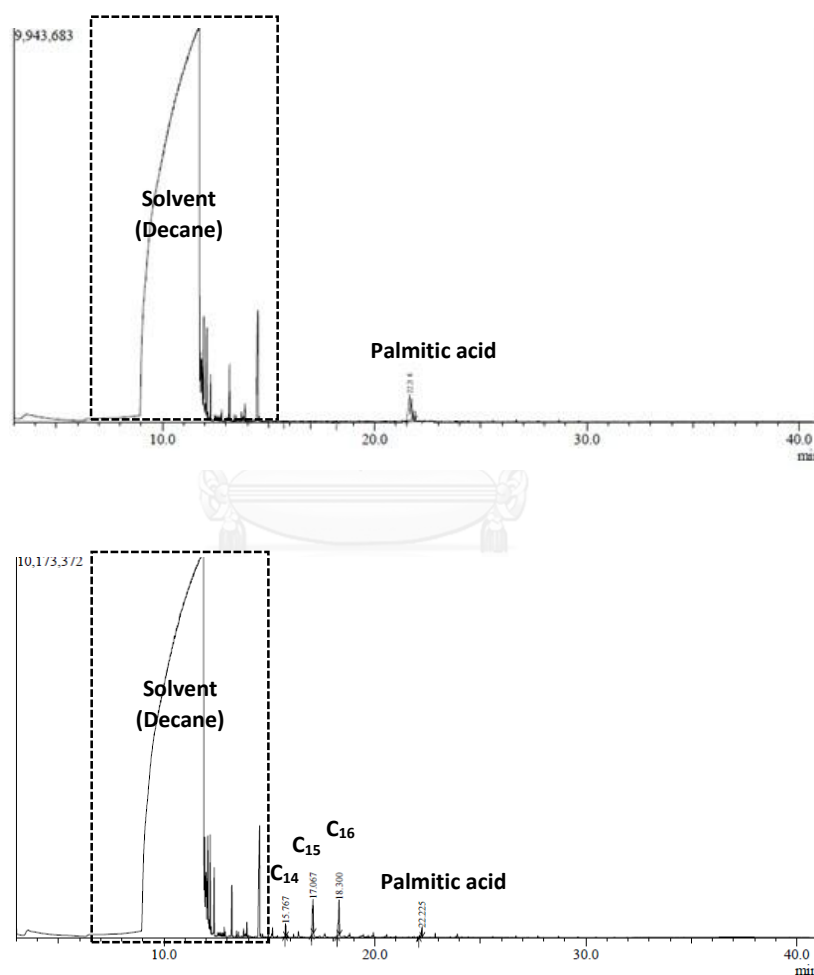 9,943,683
Solvent
(Decane)
Palmitic acid
10.0
20.0
30.0
40.0
min
10,173,372
Solvent
(Decane)
C₁₄
C₁₅
C₁₆
Palmitic acid
15.767
17.067
18.300
22.225
10.0
20.0
30.0
40.0
min